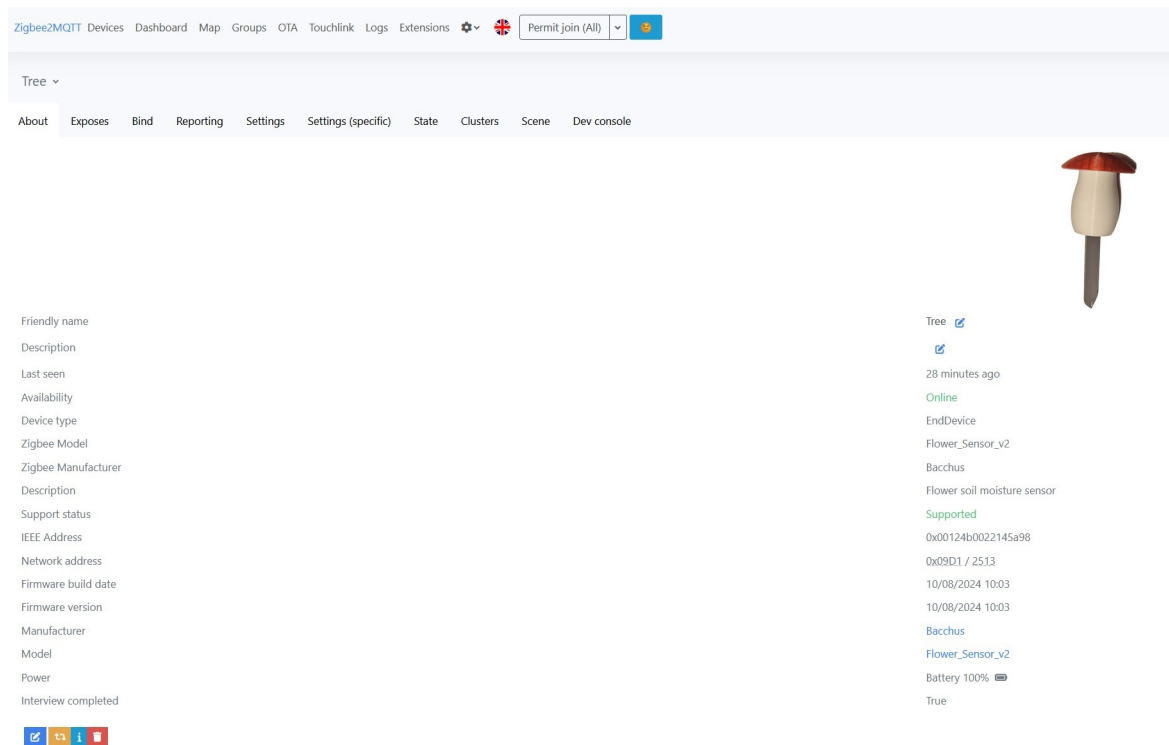 Zigbee2MQTT Devices Dashboard Map Groups OTA Touchlink Logs Extensions Permit join (All)
Tree
About Exposes Bind Reporting Settings Settings (specific) State Clusters Scene Dev console
Friendly name Tree
Description
Last seen 28 minutes ago
Availability Online
Device type EndDevice
Zigbee Model Flower_Sensor_v2
Zigbee Manufacturer Bacchus
Description Flower soil moisture sensor
Support status Supported
IEEE Address 0x00124b0022145a98
Network address 0x09D1 / 2513
Firmware build date 10/08/2024 10:03
Firmware version 10/08/2024 10:03
Manufacturer Bacchus
Model Flower_Sensor_v2
Power Battery 100%
Interview completed True